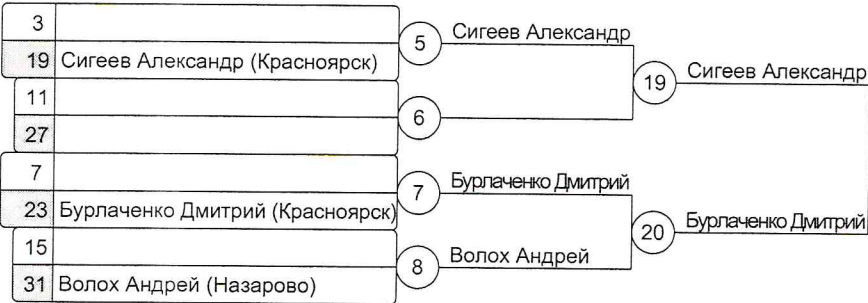 3
19 Сигеев Александр (Красноярск)
11
27
7
23 Бурлаченко Дмитрий (Красноярск)
15
31 Волох Андрей (Назарово)
5 Сигеев Александр
6
7 Бурлаченко Дмитрий
8 Волох Андрей
19 Сигеев Александр
20 Бурлаченко Дмитрий